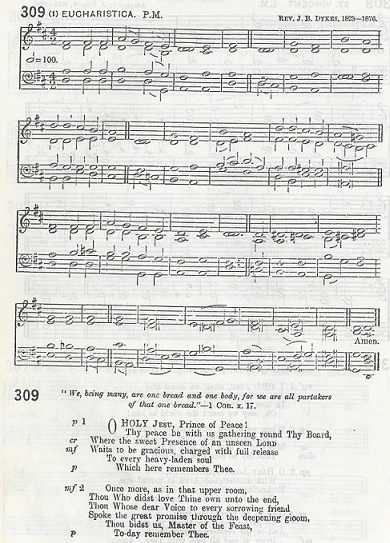 309 (1) EUCHARISTICA. P.M. REV. J. B. DYKES, 1823—1876.
=100.
Amen.
309
"We, being many, are one bread and one body, for we are all partakers
of that one bread."—1 COR. x. 17.
p 1 O HOLY JESU, Prince of Peace!
Thy peace be with us gathering round Thy Board,
cr Where the sweet Presence of an unseen LORD
mf Waits to be gracious, charged with full release
To every heavy-laden soul
p Which here remembers Thee.
mf 2 Once more, as in that upper room,
Thou Who didst love Thine own unto the end,
Thou Whose dear Voice to every sorrowing friend
Spoke the great promise through the deepening gloom,
Thou bidst us, Master of the Feast,
p To-day remember Thee.